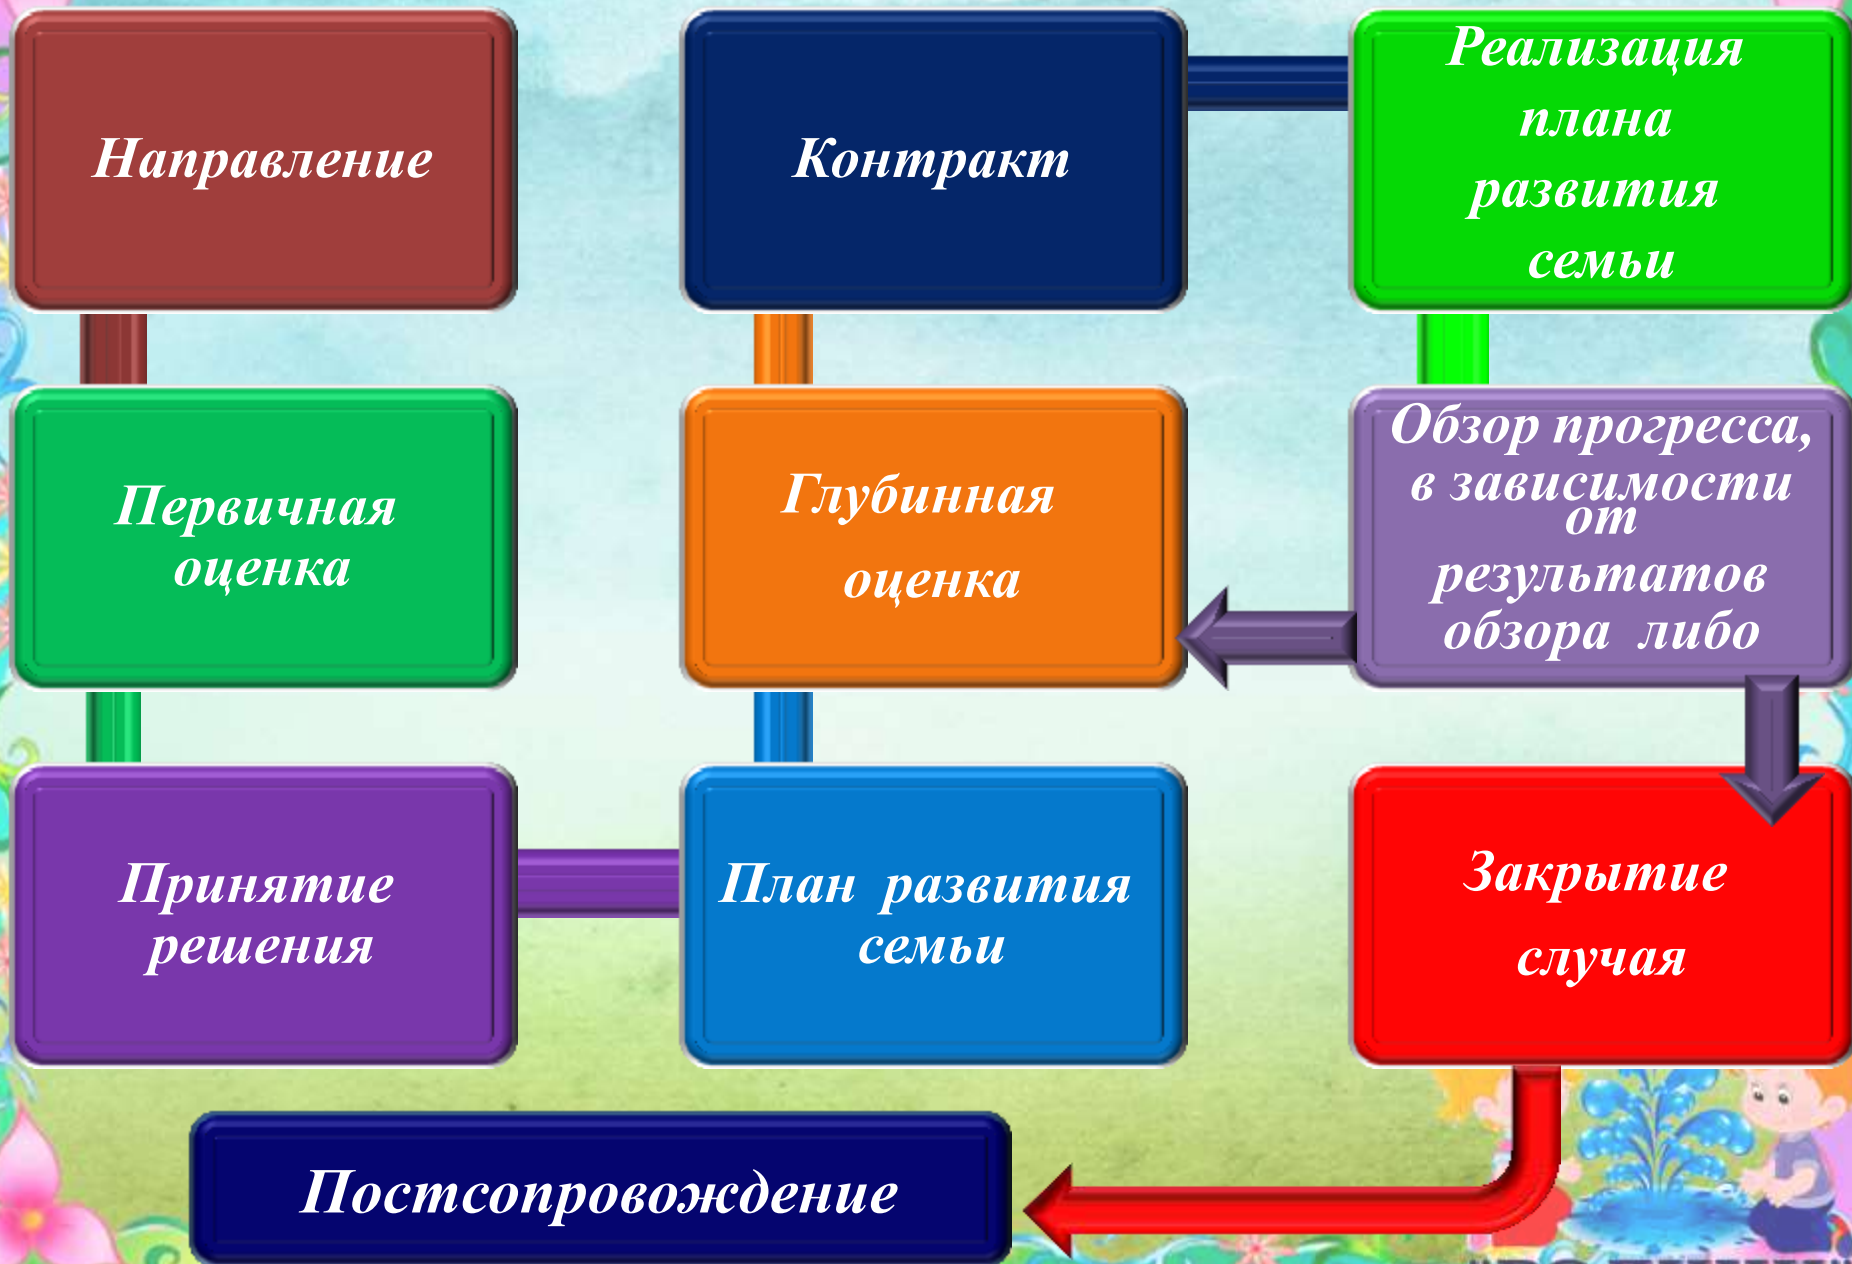 Направление
Контракт
Реализация
плана
развития
семьи
Первичная
оценка
Глубинная
оценка
Обзор прогресса,
в зависимости
от
результатов
обзора либо
Принятие
решения
План развития
семьи
Закрытие
случая
Постсопровождение